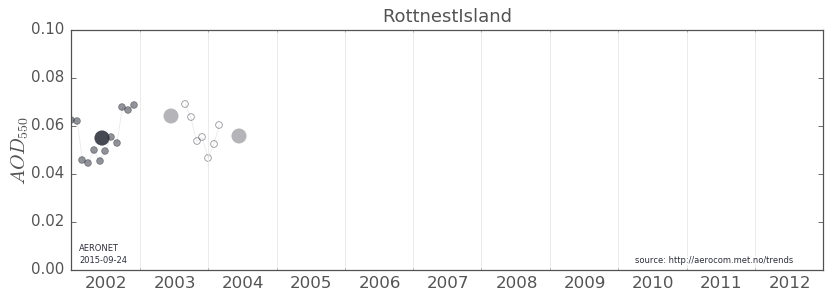 RottnestIsland
0.10
0.08
0.06
0.04
0.02
0.00
AOD550
AERONET
2015-09-24
source: http://aerocom.met.no/trends
2002 2003 2004 2005 2006 2007 2008 2009 2010 2011 2012